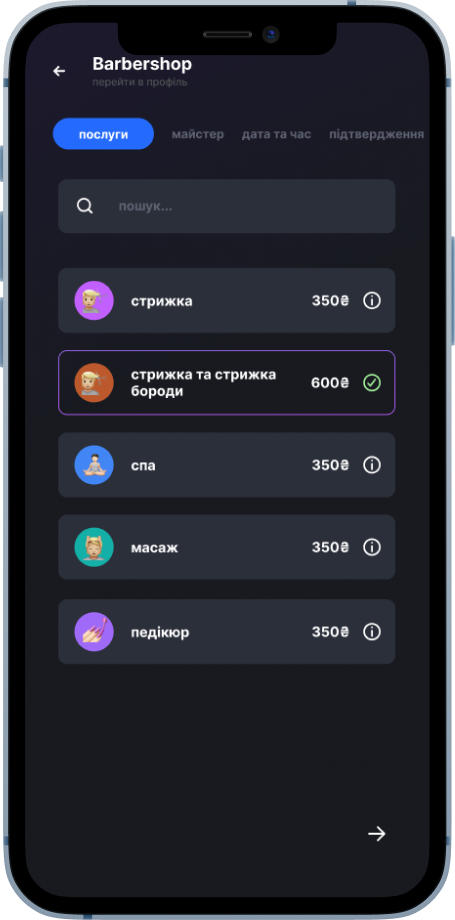 Barbershop
перейти в профіль
послуги майстер дата та час підтвердження
пошук...
стрижка 350₴
стрижка та стрижка
бороди 600₴
спа 350₴
масаж 350₴
педікюр 350₴